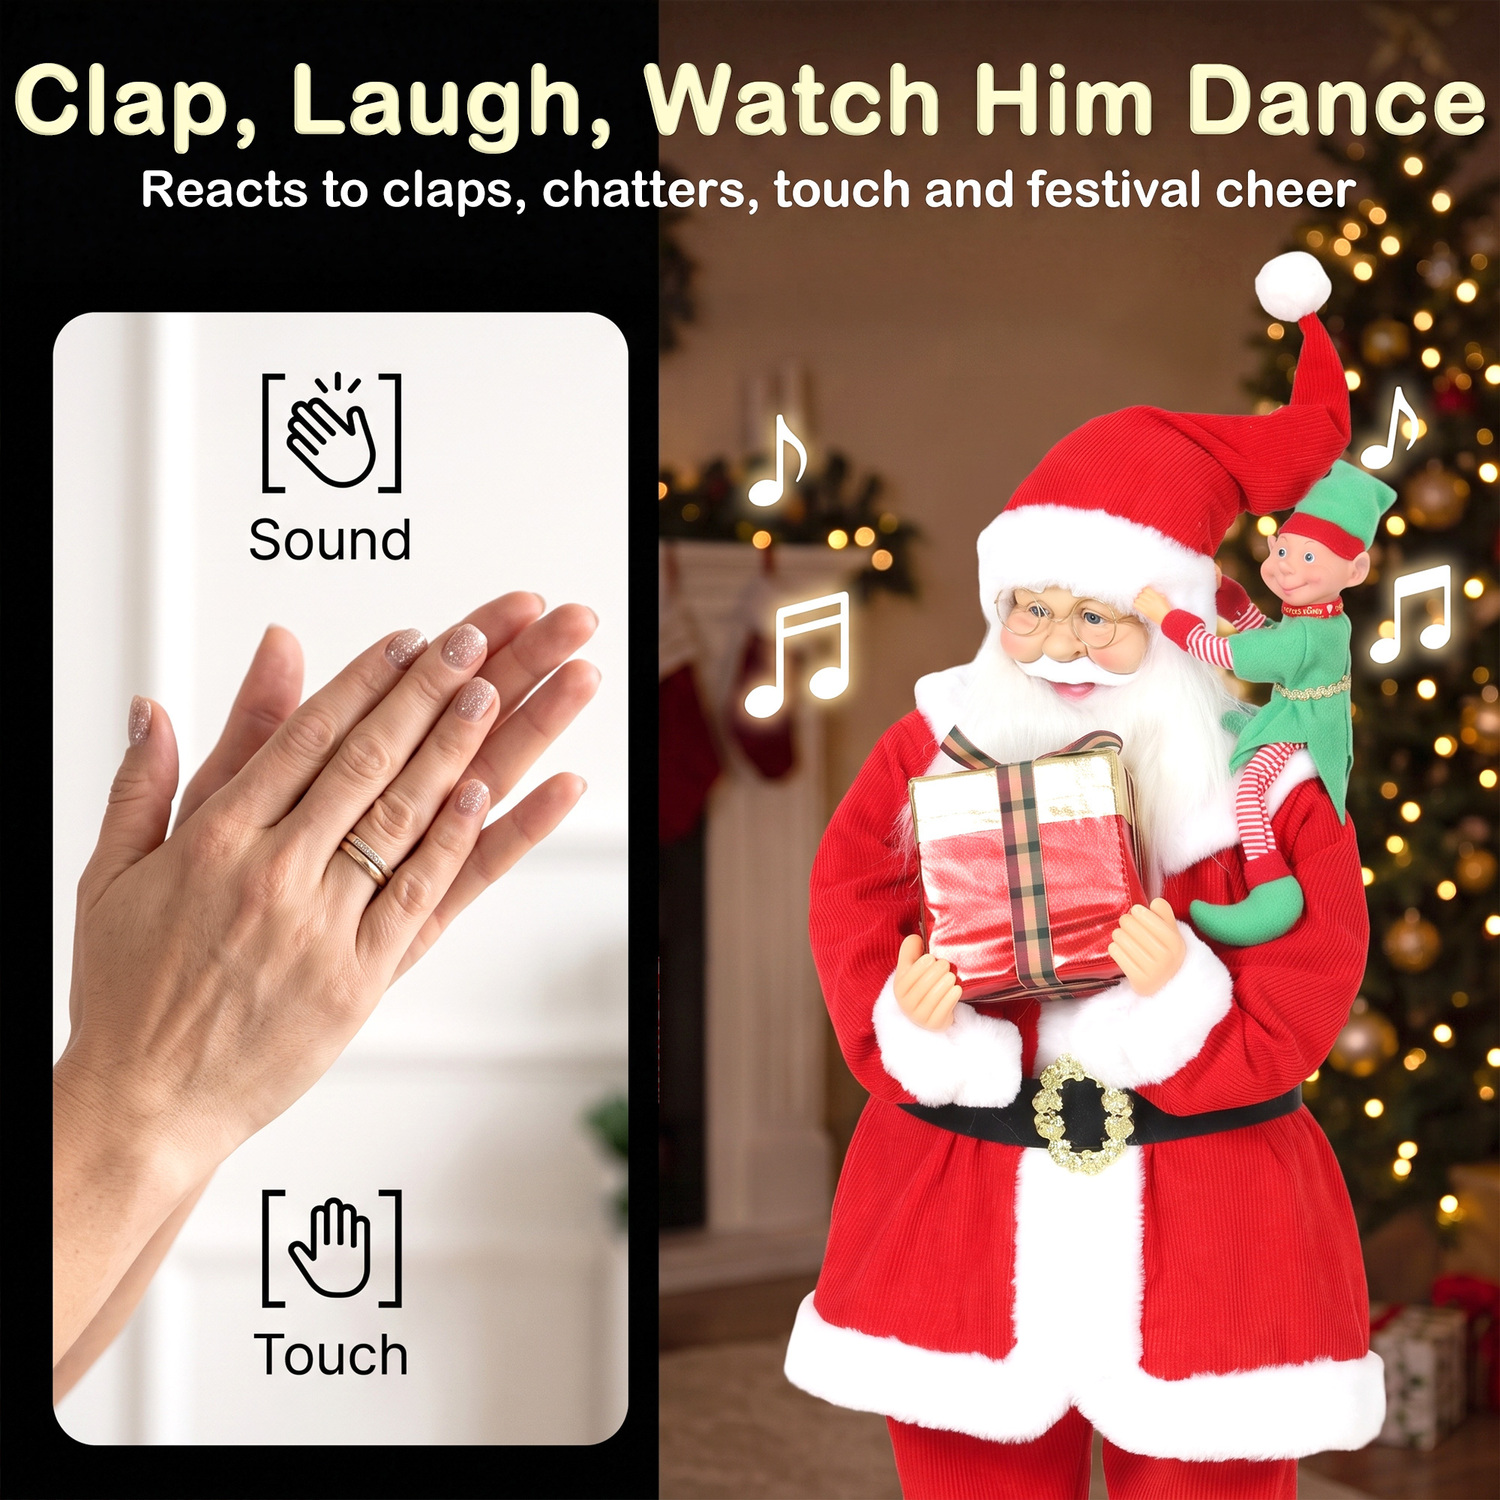 Clap, Laugh, Watch Him Dance
Reacts to claps, chatters, touch and festival cheer
Sound
Touch